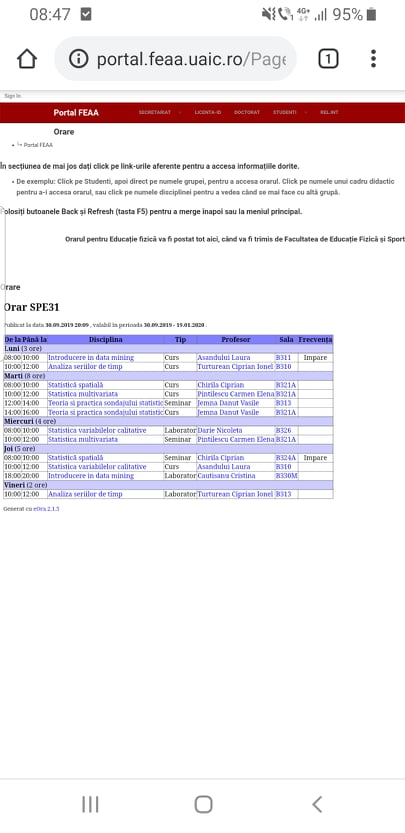 08:47
4G+
95%
portal.feaa.uaic.ro/Page
1
Sign In
Portal FEAA
SECRETARIAT
LICENTA-ID
DOCTORAT
STUDENTI
REL.INT
Orare
Portal FEAA
În secțiunea de mai jos dați click pe link-urile aferente pentru a accesa informațiile dorite.
De exemplu: Click pe Studenti, apoi direct pe numele grupei, pentru a accesa orarul. Click pe numele unui cadru didactic
pentru a-i accesa orarul, sau click pe numele disciplinei pentru a vedea când se mai face cu altă grupă.
Folosiți butoanele Back și Refresh (tasta F5) pentru a merge inapoi sau la meniul principal.
Orarul pentru Educație fizică va fi postat tot aici, când va fi trimis de Facultatea de Educație Fizică și Sport
Orare
Orar SPE31
Publicat la data 30.09.2019 20:09 , valabil in perioada 30.09.2019 - 19.01.2020 .
De la Până la Disciplina Tip Profesor Sala Frecvența
Luni (3 ore)
08:00 10:00 Introducere in data mining Curs Asandului Laura B311 Impare
10:00 12:00 Analiza seriilor de timp Curs Turturean Ciprian Ionel B310
Marti (8 ore)
08:00 10:00 Statistică spatială Curs Chirila Ciprian B321A
10:00 12:00 Statistica multivariata Curs Pintilescu Carmen Elena B321A
12:00 14:00 Teoria si practica sondajului statistic Seminar Jemna Danut Vasile B313
14:00 16:00 Teoria si practica sondajului statistic Curs Jemna Danut Vasile B321A
Miercuri (4 ore)
08:00 10:00 Statistica variabilelor calitative Laborator Darie Nicoleta B326
10:00 12:00 Statistica multivariata Seminar Pintilescu Carmen Elena B321A
Joi (5 ore)
08:00 10:00 Statistică spatială Seminar Chirila Ciprian B324A Impare
10:00 12:00 Statistica variabilelor calitative Curs Asandului Laura B310
18:00 20:00 Introducere in data mining Laborator Cautisanu Cristina B330M
Vineri (2 ore)
10:00 12:00 Analiza seriilor de timp Laborator Turturean Ciprian Ionel B313
Generat cu eOra.2.1.5